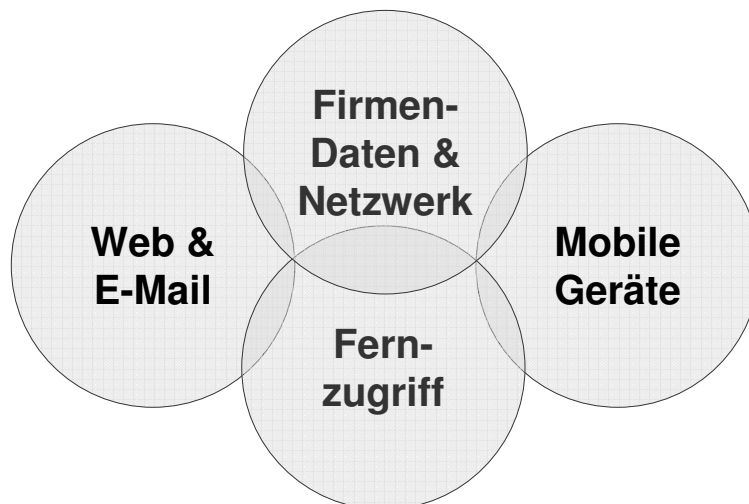 Firmen-
Daten &
Netzwerk
Web &
E-Mail
Mobile
Geräte
Fern-
zugriff